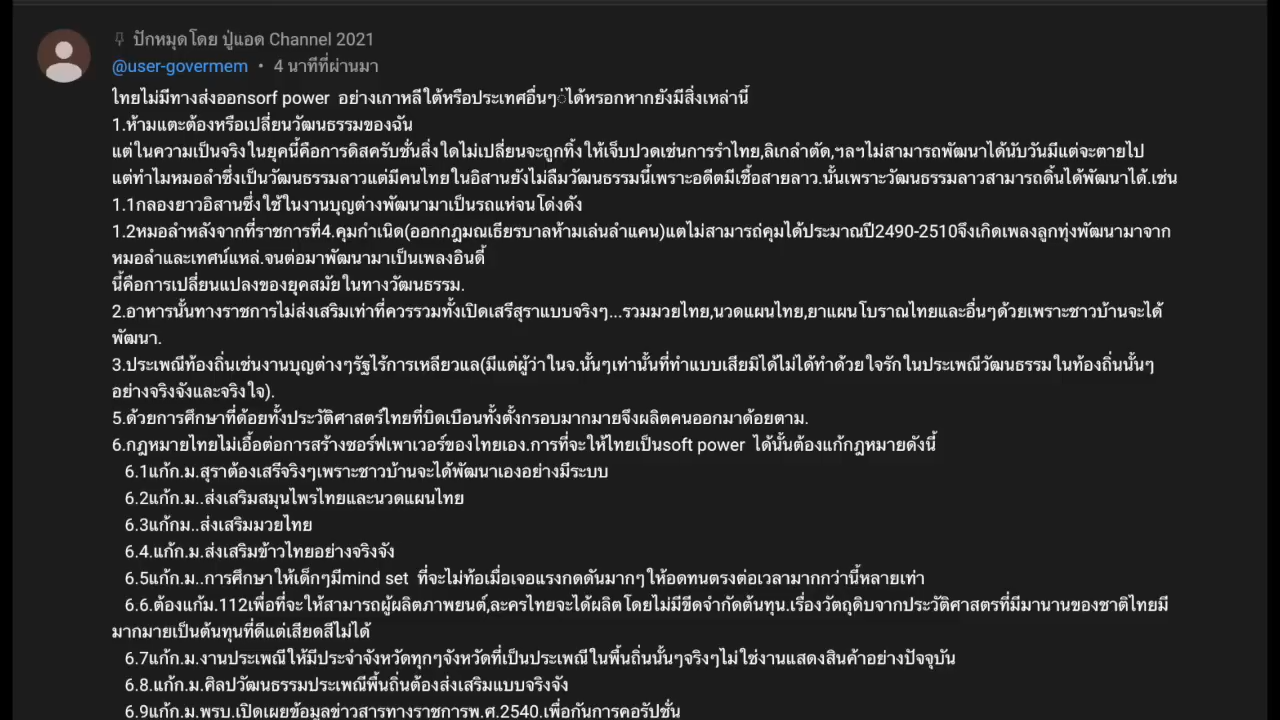 ปักหมุดโดย ปู่แอด Channel 2021
@user-govermem • 4 นาทีที่ผ่านมา
ไทยไม่มีทางส่งออกsorf power อย่างเกาหลีใต้หรือประเทศอื่นๆ่ได้หรอกหากยังมีสิ่งเหล่านี้
1.ห้ามแตะต้องหรือเปลี่ยนวัฒนธรรมของฉัน
แต่ในความเป็นจริงในยุคนี้คือการดิสครับชั่นสิ่งใดไม่เปลี่ยนจะถูกทิ้งให้เจ็บปวดเช่นการรำไทย,ลิเกลำตัด,ฯลฯไม่สามารถพัฒนาได้นับวันมีแต่จะตายไป
แต่ทำไมหมอลำซึ่งเป็นวัฒนธรรมลาวแต่มีคนไทยในอิสานยังไม่ลืมวัฒนธรรมนี้เพราะอดีตมีเชื้อสายลาว.นั้นเพราะวัฒนธรรมลาวสามารถดิ้นได้พัฒนาได้.เช่น
1.1กลองยาวอิสานซึ่งใช้ในงานบุญต่างพัฒนามาเป็นรถแห่จนโด่งดัง
1.2หมอลำหลังจากที่ราชการที่4.คุมกำเนิด(ออกกฎมณเธียรบาลห้ามเล่นลำแคน)แตไม่สามารถ่คุมได้ประมาณปี2490-2510จึงเกิดเพลงลูกทุ่งพัฒนามาจาก
หมอลำและเทศน์แหล่.จนต่อมาพัฒนามาเป็นเพลงอินดี้
นี้คือการเปลี่ยนแปลงของยุคสมัยในทางวัฒนธรรม.
2.อาหารนั้นทางราชการไม่ส่งเสริมเท่าที่ควรรวมทั้งเปิดเสรีสุราแบบจริงๆ...รวมมวยไทย,นวดแผนไทย,ยาแผนโบราณไทยและอื่นๆด้วยเพราะชาวบ้านจะได้
พัฒนา.
3.ประเพณีท้องถิ่นเช่นงานบุญต่างๆรัฐไร้การเหลียวแล(มีแต่ผู้ว่าในจ.นั้นๆเท่านั้นที่ทำแบบเสียมิได้ไม่ได้ทำด้วยใจรักในประเพณีวัฒนธรรมในท้องถิ่นนั้นๆ
อย่างจริงจังและจริงใจ).
5.ด้วยการศึกษาที่ด้อยทั้งประวัติศาสตร์ไทยที่บิดเบือนทั้งตั้งกรอบมากมายจึงผลิตคนออกมาด้อยตาม.
6.กฎหมายไทยไม่เอื้อต่อการสร้างซอร์ฟเพาเวอร์ของไทยเอง.การที่จะให้ไทยเป็นsoft power ได้นั้นต้องแก้กฎหมายดังนี้
6.1แก้ก.ม.สุราต้องเสรีจริงๆเพราะชาวบ้านจะได้พัฒนาเองอย่างมีระบบ
6.2แก้ก.ม..ส่งเสริมสมุนไพรไทยและนวดแผนไทย
6.3แก้กม..ส่งเสริมมวยไทย
6.4.แก้ก.ม.ส่งเสริมข้าวไทยอย่างจริงจัง
6.5แก้ก.ม..การศึกษาให้เด็กๆมีmind set ที่จะไม่ท้อเมื่อเจอแรงกดดันมากๆให้อดทนตรงต่อเวลามากกว่านี้หลายเท่า
6.6.ต้องแก้ม.112เพื่อที่จะให้สามารถผู้ผลิตภาพยนต์,ละครไทยจะได้ผลิตโดยไม่มีขีดจำกัดต้นทุน.เรื่องวัตถุดิบจากประวัติศาสตรที่มีมานานของชาติไทยมี
มากมายเป็นต้นทุนที่ดีแต่เสียดสีไม่ได้
6.7แก้ก.ม.งานประเพณีให้มีประจำจังหวัดทุกๆจังหวัดที่เป็นประเพณีในพื้นถิ่นนั้นๆจริงๆไม่ใช่งานแสดงสินค้าอย่างปัจจุบัน
6.8.แก้ก.ม.ศิลปวัฒนธรรมประเพณีพื้นถิ่นต้องส่งเสริมแบบจริงจัง
6.9แก้ก.ม.พรบ.เปิดเผยข้อมูลข่าวสารทางราชการพ.ศ.2540.เพื่อกันการคอรัปชั่น